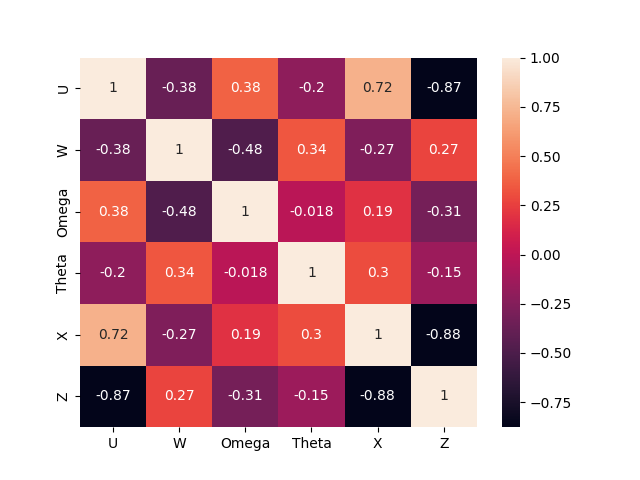 U 1 -0.38 0.38 -0.2 0.72 -0.87
W -0.38 1 -0.48 0.34 -0.27 0.27
Omega 0.38 -0.48 1 -0.018 0.19 -0.31
Theta -0.2 0.34 -0.018 1 0.3 -0.15
X 0.72 -0.27 0.19 0.3 1 -0.88
Z -0.87 0.27 -0.31 -0.15 -0.88 1
U W Omega Theta X Z
1.00
0.75
0.50
0.25
0.00
−0.25
−0.50
−0.75